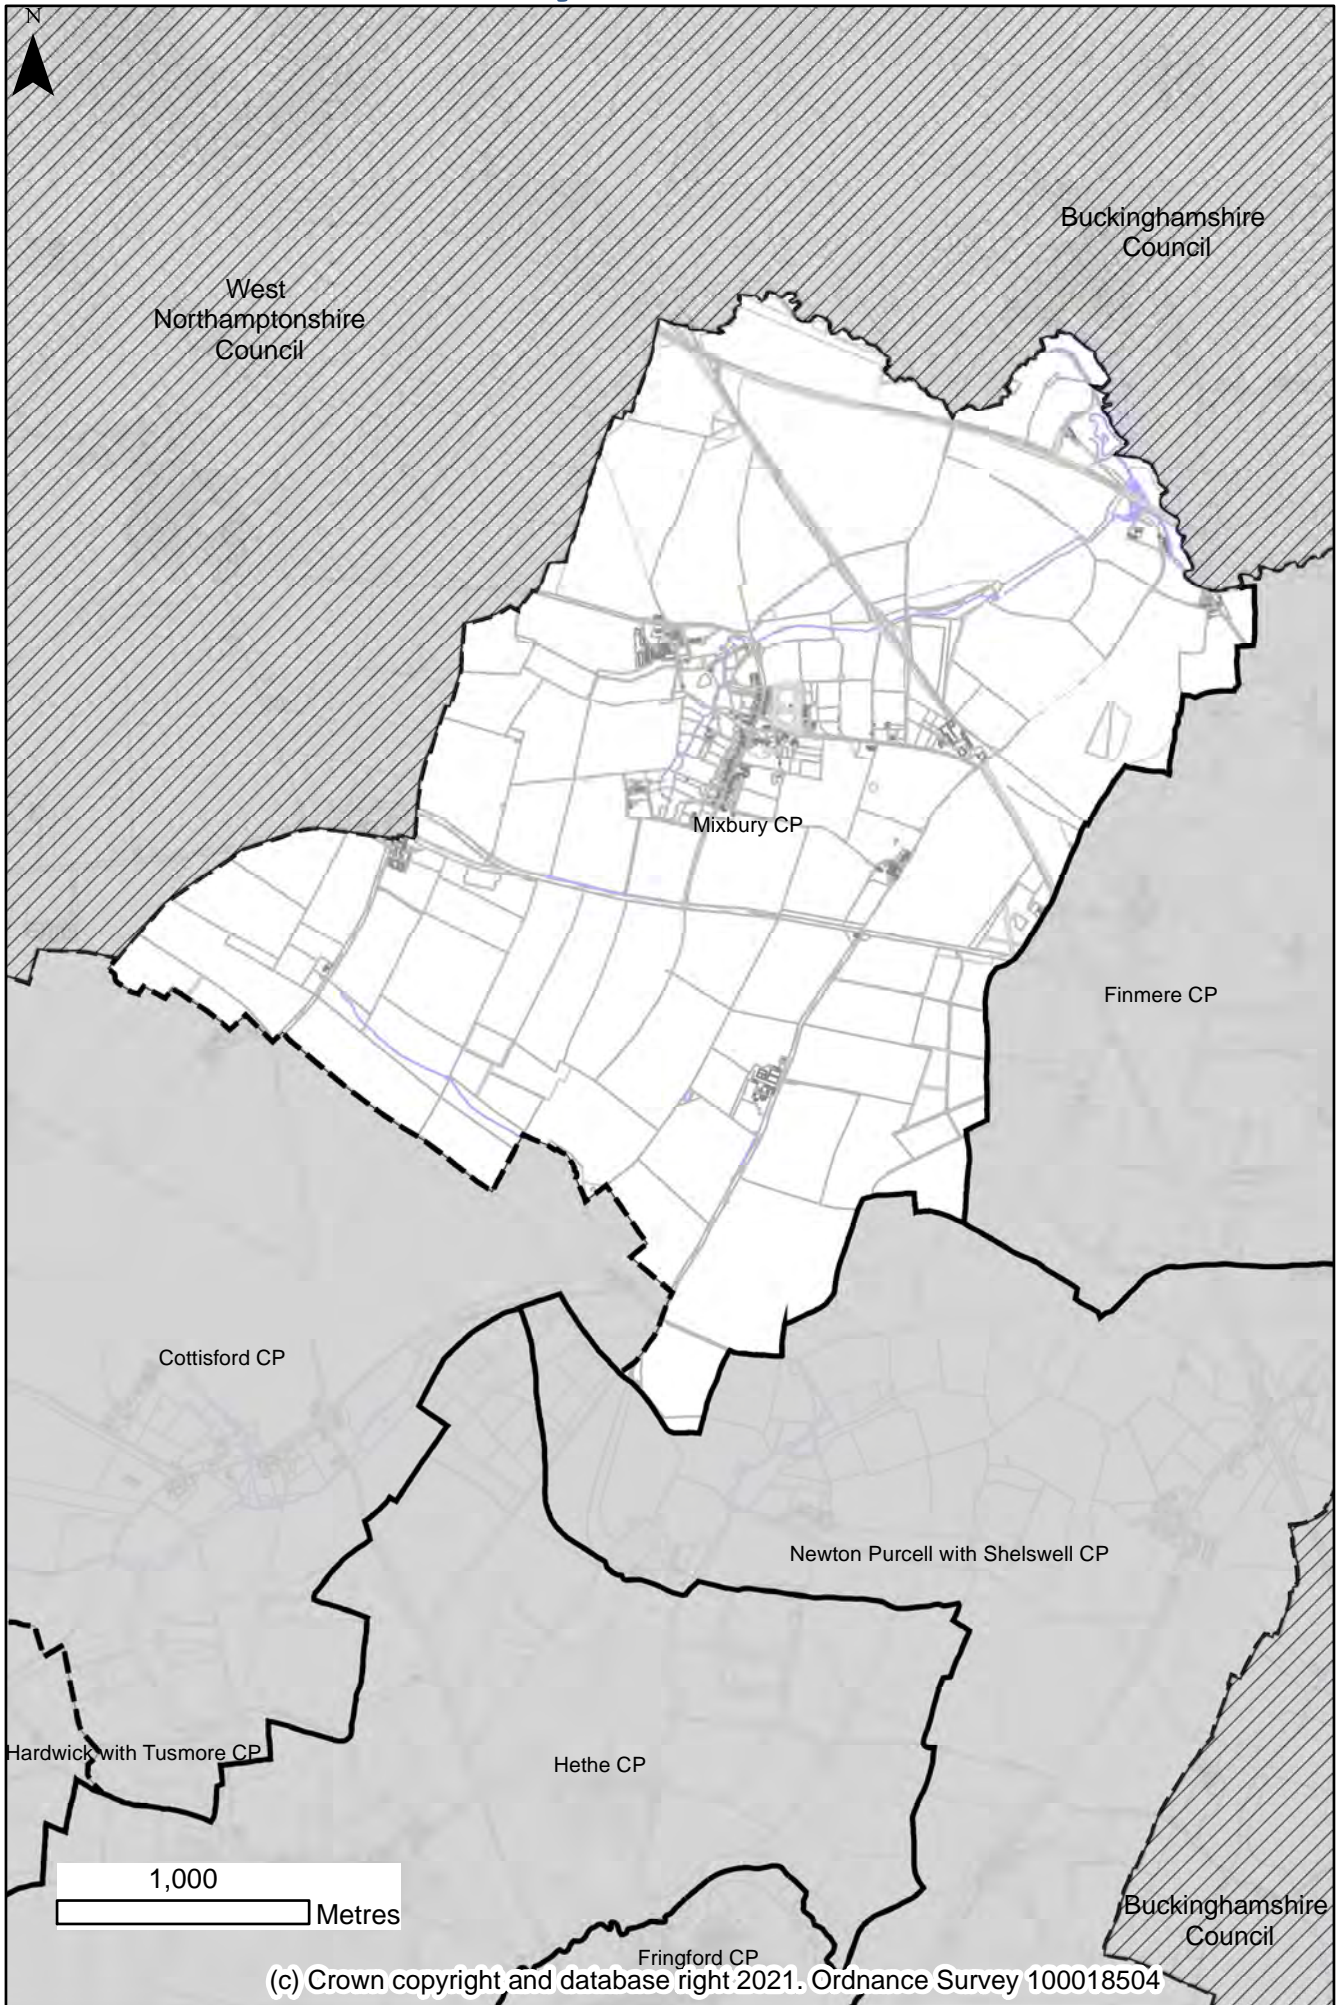 N
Buckinghamshire
Council
West
Northamptonshire
Council
Mixbury CP
Finmere CP
Cottisford CP
Newton Purcell with Shelswell CP
Hardwick with Tusmore CP
Hethe CP
1,000
Metres
Buckinghamshire
Council
Fringford CP
(c) Crown copyright and database right 2021. Ordnance Survey 100018504